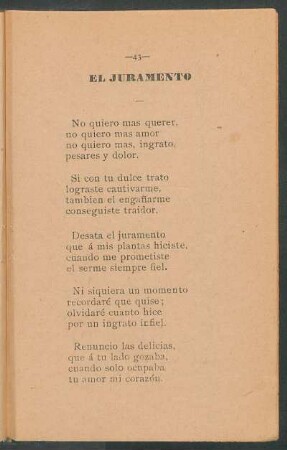 —43—
EL JURAMENTO
No quiero mas querer,
no quiero mas amor
no quiero mas, ingrato,
pesares y dolor.
Si con tu dulce trato
lograste cautivarme,
tambien el engañarme
conseguiste traidor.
Desata el juramento
que á mis plantas hiciste,
cuando me prometiste
el serme siempre fiel.
Ni siquiera un momento
recordaré que quise;
olvidaré cuanto hice
por un ingrato infiel.
Renuncio las delicias,
que á tu lado gozaba,
cuando solo ocupaba
tu amor mi corazón.